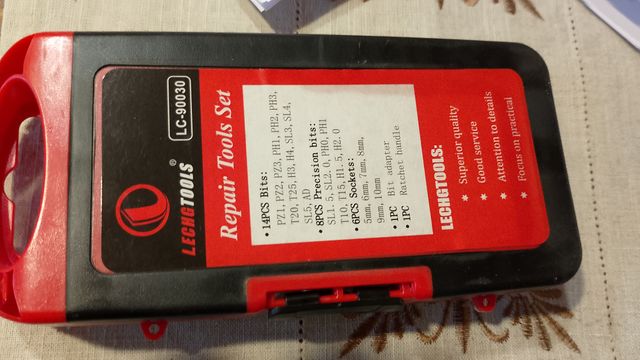 LC-90030
LECHGTOOLS®
Repair Tools Set
• 14PCS Bits:
PZ1, PZ2, PZ3, PH1, PH2, PH3,
T20, T25, H3, H4, SL3, SL4,
SL5, AD
• 8PCS Precision bits:
SL1.5, SL2.0, PH0, PH1
T10, T15, H1.5, H2.0
• 6PCS Sockets:
5mm, 6mm, 7mm, 8mm,
9mm, 10mm
• 1PC Bit adapter
• 1PC Ratchet handle
LECHGTOOLS:
* Superior quality
* Good service
* Attention to details
* Focus on practical